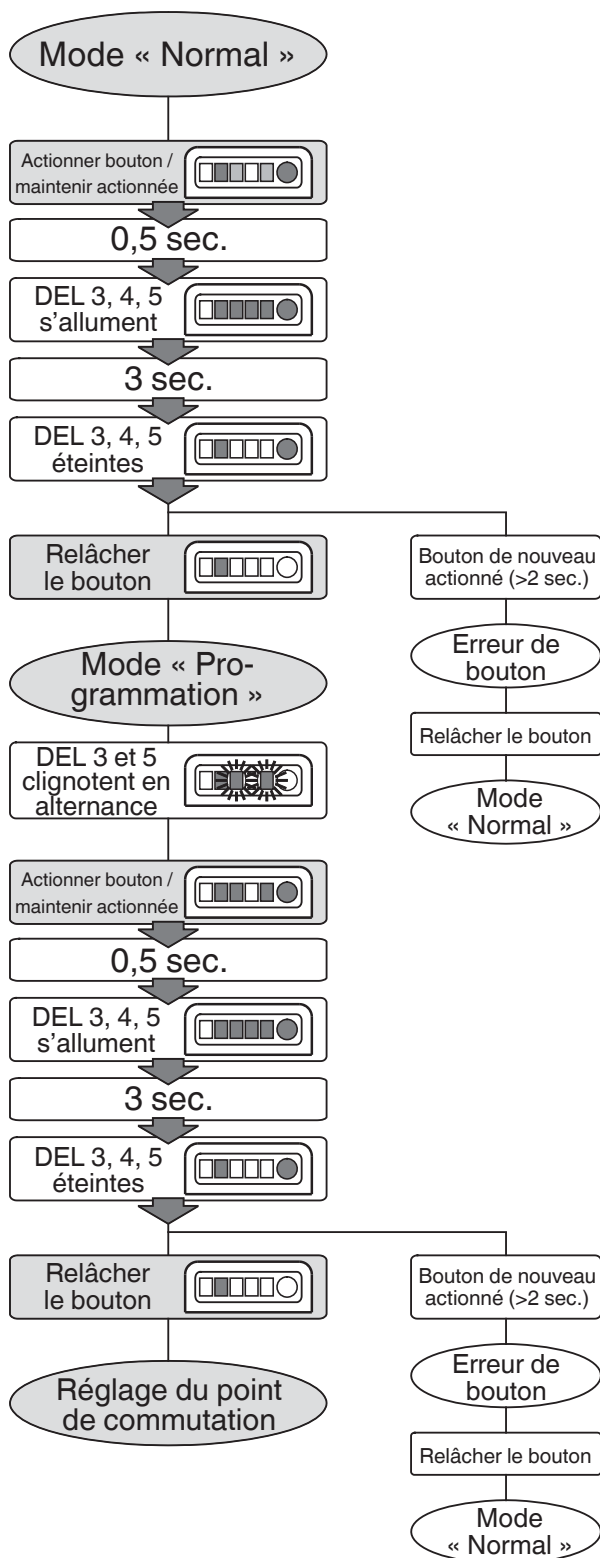 Mode « Normal »
Actionner bouton /
maintenir actionnée
0,5 sec.
DEL 3, 4, 5
s'allument
3 sec.
DEL 3, 4, 5
éteintes
Relâcher
le bouton
Bouton de nouveau
actionné (>2 sec.)
Erreur de
bouton
Relâcher le bouton
Mode
« Normal »
Mode « Pro-
grammation »
DEL 3 et 5
clignotent en
alternance
Actionner bouton /
maintenir actionnée
0,5 sec.
DEL 3, 4, 5
s'allument
3 sec.
DEL 3, 4, 5
éteintes
Relâcher
le bouton
Réglage du point
de commutation
Bouton de nouveau
actionné (>2 sec.)
Erreur de
bouton
Relâcher le bouton
Mode
« Normal »